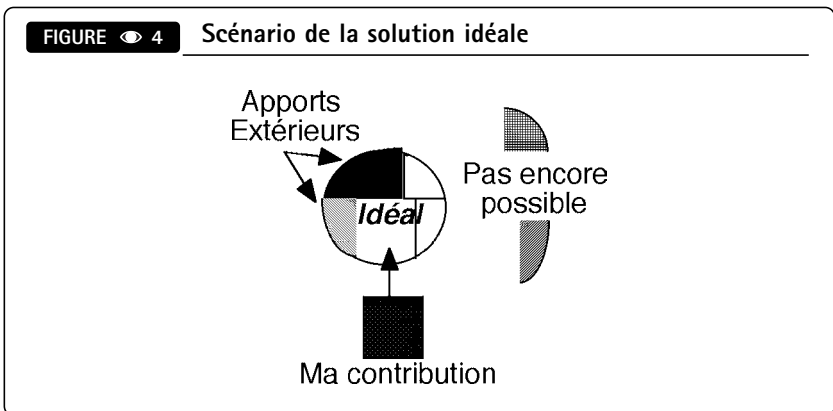 FIGURE 4 Scénario de la solution idéale
Apports
Extérieurs
Pas encore
possible
Idéal
Ma contribution